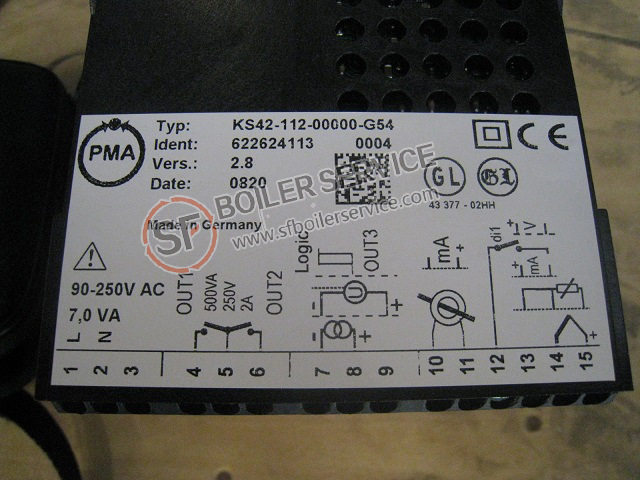 PMA
Typ: KS42-112-00000-G54
Ident: 622624113 0004
Vers.: 2.8
Date: 0820
CE
GL
43 377 - 02HH
Made in Germany
SF BOILER SERVICE
www.sfboilerservice.com
90-250V AC
7,0 VA
L
N
OUT1
500VA
250V
2A
OUT2
Logic
OUT3
- +
- +
mA
+
di1
+ 1V -
+ mA -
+
1 2 3 4 5 6 7 8 9 10 11 12 13 14 15